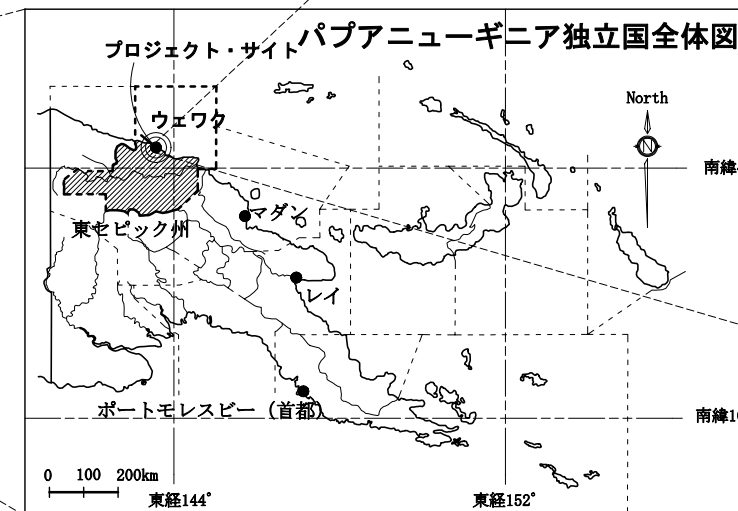 パプアニューギニア独立国全体図
プロジェクト・サイト
ウェワク
North
N
南緯
マダン
東セピック州
レイ
ポートモレスビー（首都）
南緯1
0 100 200km
東経144°
東経152°